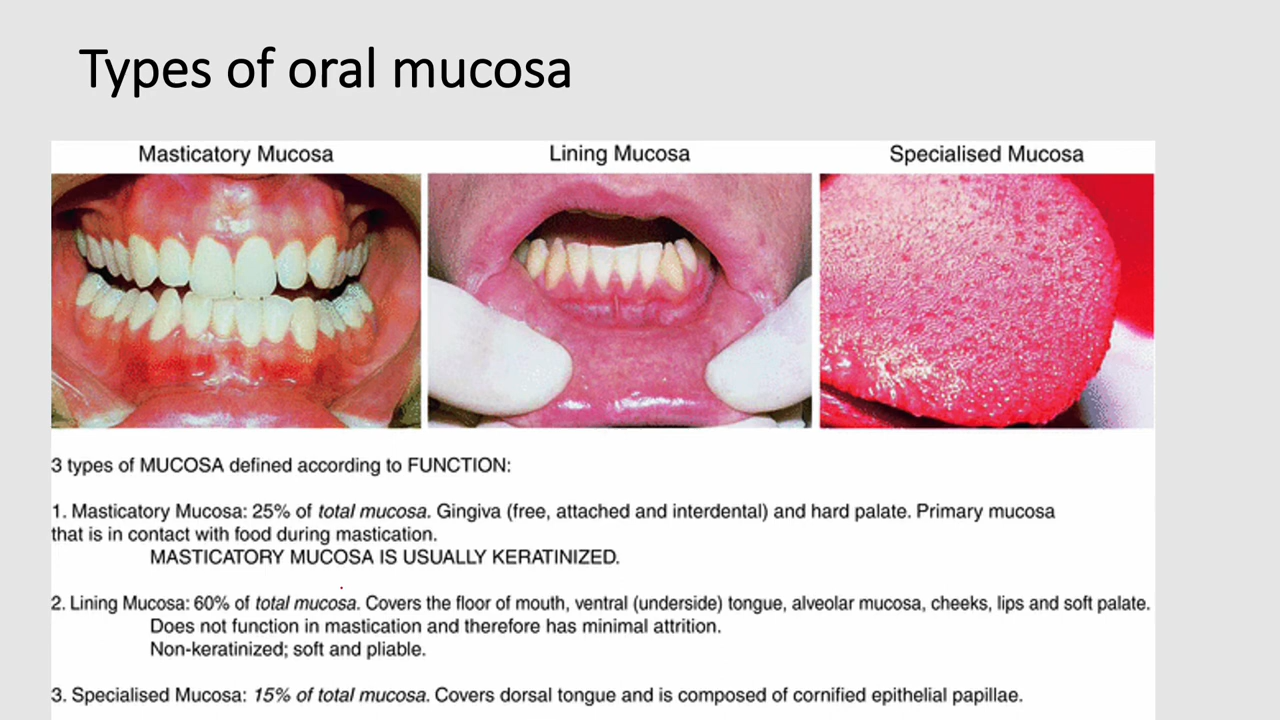 Types of oral mucosa
Masticatory Mucosa
Lining Mucosa
Specialised Mucosa
3 types of MUCOSA defined according to FUNCTION:
1. Masticatory Mucosa: 25% of total mucosa. Gingiva (free, attached and interdental) and hard palate. Primary mucosa
that is in contact with food during mastication.
MASTICATORY MUCOSA IS USUALLY KERATINIZED.
2. Lining Mucosa: 60% of total mucosa. Covers the floor of mouth, ventral (underside) tongue, alveolar mucosa, cheeks, lips and soft palate.
Does not function in mastication and therefore has minimal attrition.
Non-keratinized; soft and pliable.
3. Specialised Mucosa: 15% of total mucosa. Covers dorsal tongue and is composed of cornified epithelial papillae.